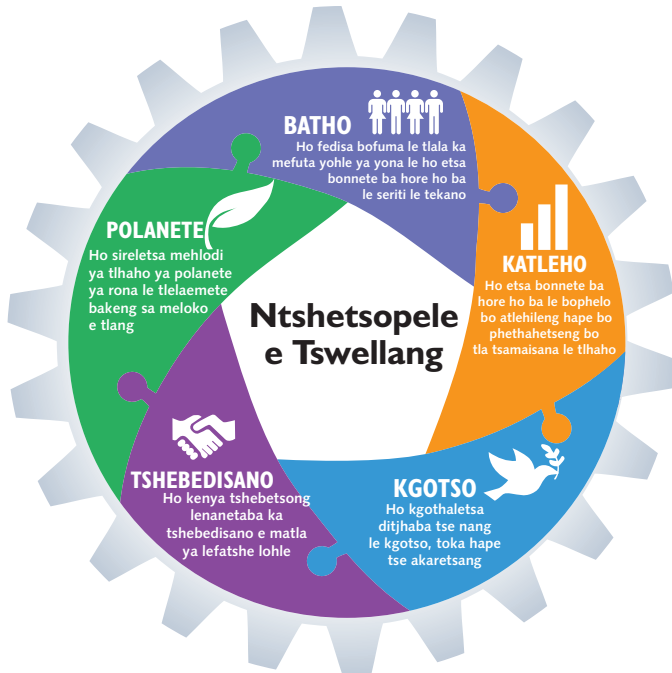 BATHO
Ho fedisa bofuma le tlala ka
mefuta yohle ya yona le ho etsa
bonnete ba hore ho ba
le seriti le tekano
KATLEHO
Ho etsa bonnete ba
hore ho ba le bophelo
bo atlehileng hape bo
phethahetseng bo
tla tsamaisana le tlhaho
KGOTSO
Ho kgothaletsa
ditjhaba tse nang
le kgotso, toka hape
tse akaretsang
TSHEBEDISANO
Ho kenya tshebetsong
lenanetaba ka
tshebedisano e matla
ya lefatshe lohle
POLANETE
Ho sireletsa mehlodi
ya tlhaho ya polanete
ya rona le tlelaemete
bakeng sa meloko
e tlang
Ntshetsopele
e Tswellang